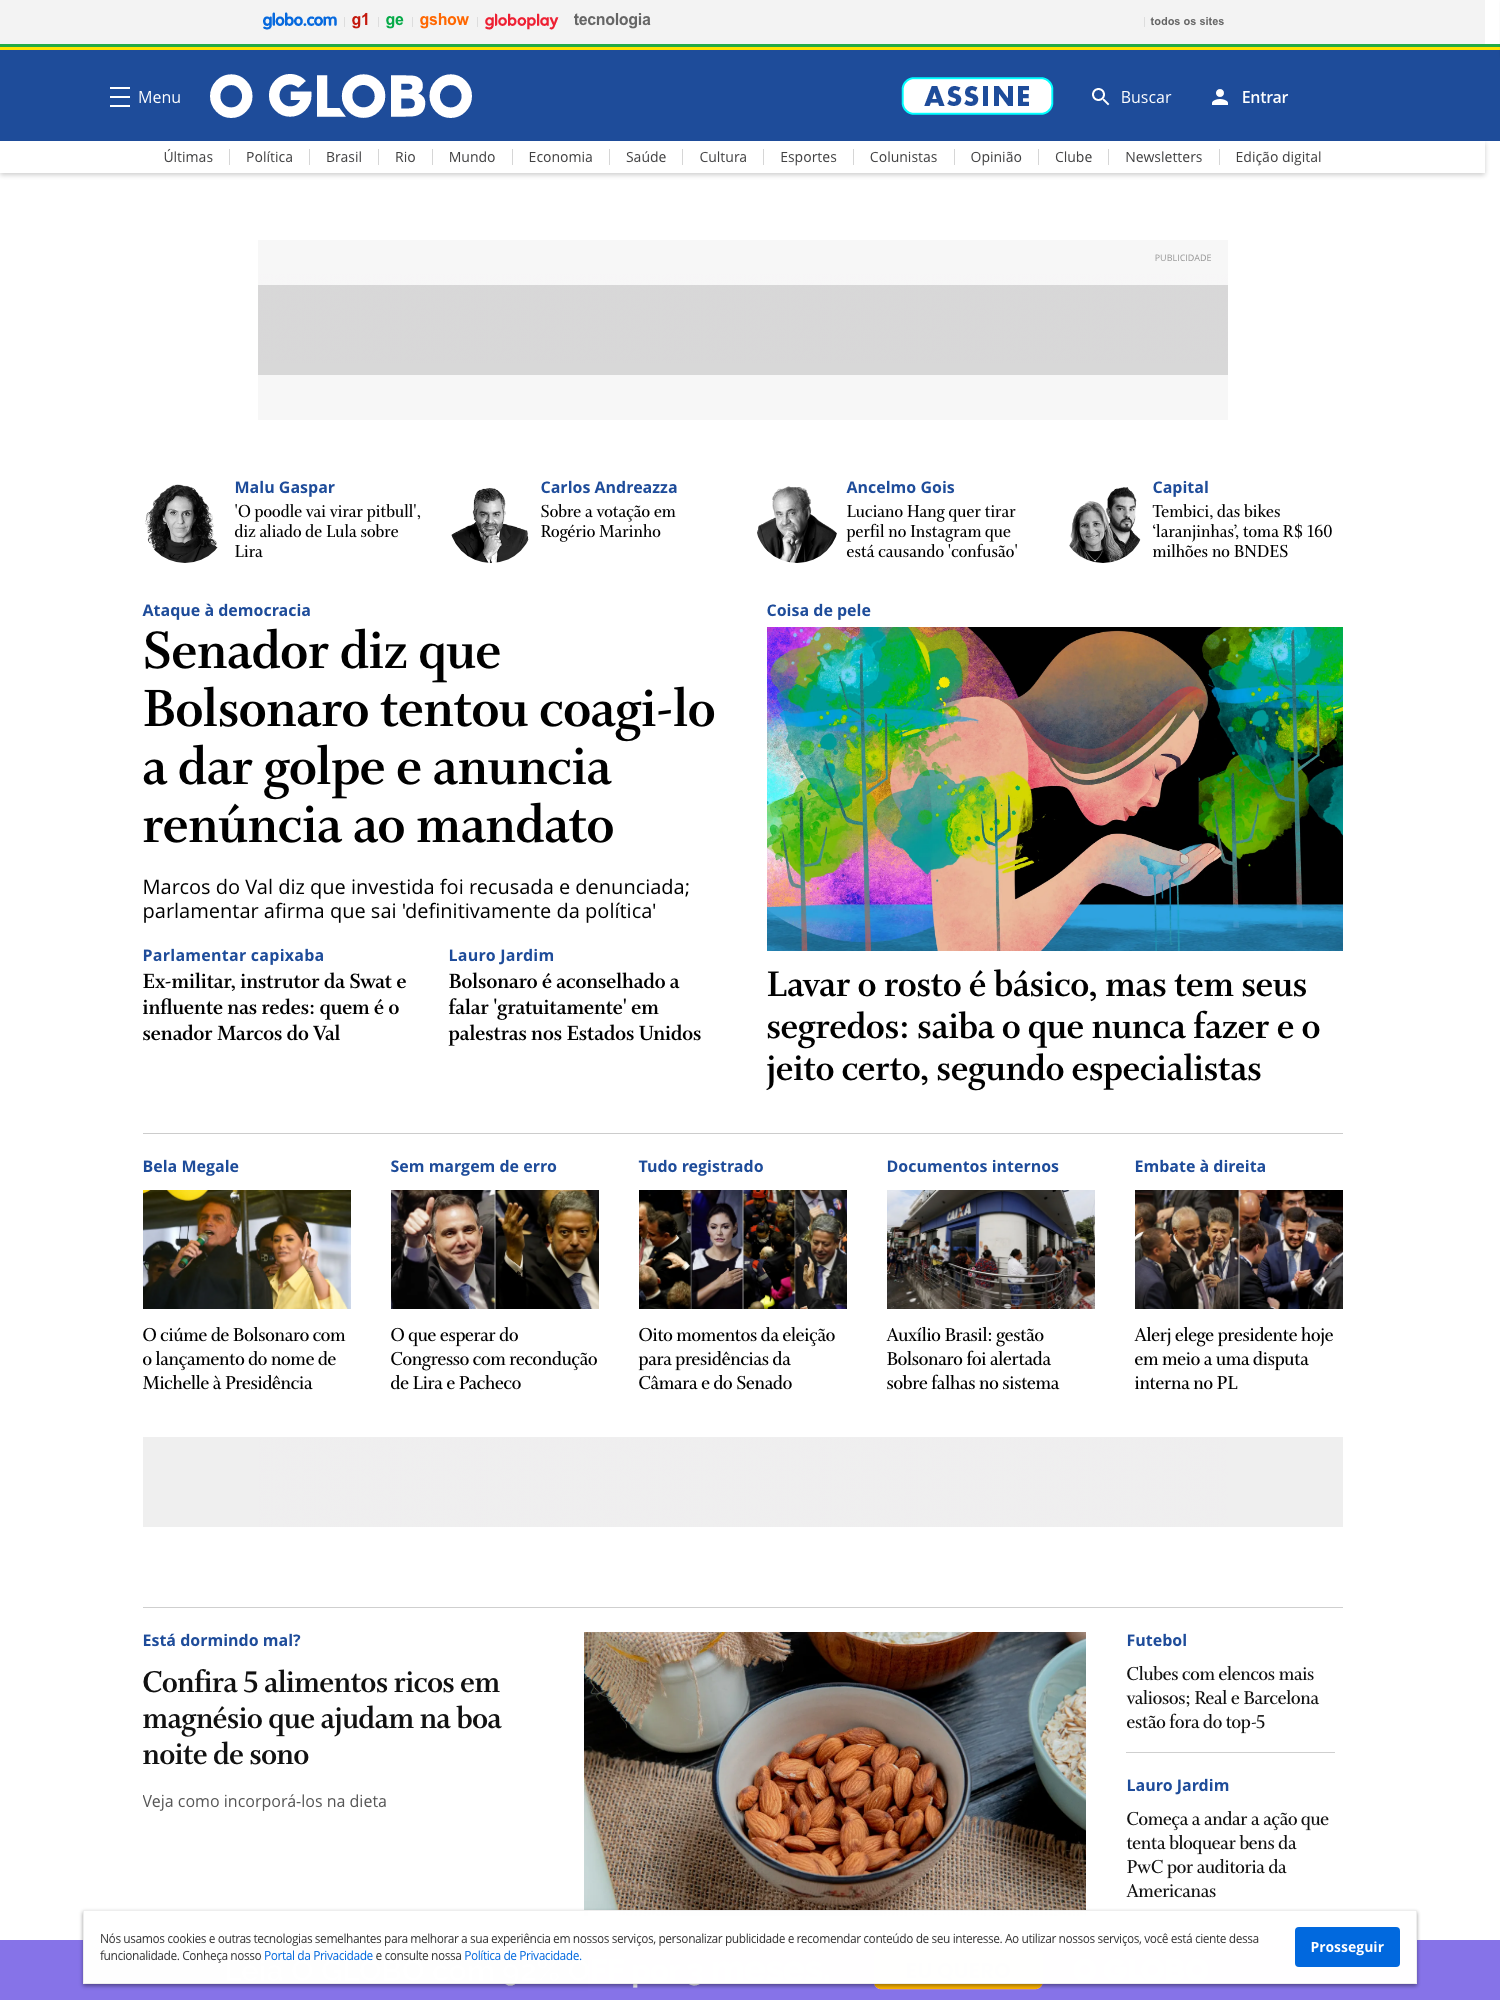 globo.com g1 ge gshow globoplay tecnologia todos os sites
Menu O GLOBO ASSINE Buscar Entrar
Últimas Política Brasil Rio Mundo Economia Saúde Cultura Esportes Colunistas Opinião Clube Newsletters Edição digital
PUBLICIDADE
Malu Gaspar
'O poodle vai virar pitbull',
diz aliado de Lula sobre
Lira
Carlos Andreazza
Sobre a votação em
Rogério Marinho
Ancelmo Gois
Luciano Hang quer tirar
perfil no Instagram que
está causando 'confusão'
Capital
Tembici, das bikes
‘laranjinhas’, toma R$ 160
milhões no BNDES
Ataque à democracia
Senador diz que
Bolsonaro tentou coagi-lo
a dar golpe e anuncia
renúncia ao mandato
Marcos do Val diz que investida foi recusada e denunciada;
parlamentar afirma que sai 'definitivamente da política'
Parlamentar capixaba
Ex-militar, instrutor da Swat e
influente nas redes: quem é o
senador Marcos do Val
Lauro Jardim
Bolsonaro é aconselhado a
falar 'gratuitamente' em
palestras nos Estados Unidos
Coisa de pele
Lavar o rosto é básico, mas tem seus
segredos: saiba o que nunca fazer e o
jeito certo, segundo especialistas
Bela Megale
O ciúme de Bolsonaro com
o lançamento do nome de
Michelle à Presidência
Sem margem de erro
O que esperar do
Congresso com recondução
de Lira e Pacheco
Tudo registrado
Oito momentos da eleição
para presidências da
Câmara e do Senado
Documentos internos
CAIXA
Auxílio Brasil: gestão
Bolsonaro foi alertada
sobre falhas no sistema
Embate à direita
Alerj elege presidente hoje
em meio a uma disputa
interna no PL
Está dormindo mal?
Confira 5 alimentos ricos em
magnésio que ajudam na boa
noite de sono
Veja como incorporá-los na dieta
Futebol
Clubes com elencos mais
valiosos; Real e Barcelona
estão fora do top-5
Lauro Jardim
Começa a andar a ação que
tenta bloquear bens da
PwC por auditoria da
Americanas
Nós usamos cookies e outras tecnologias semelhantes para melhorar a sua experiência em nossos serviços, personalizar publicidade e recomendar conteúdo de seu interesse. Ao utilizar nossos serviços, você está ciente dessa
funcionalidade. Conheça nosso Portal da Privacidade e consulte nossa Política de Privacidade.
Prosseguir